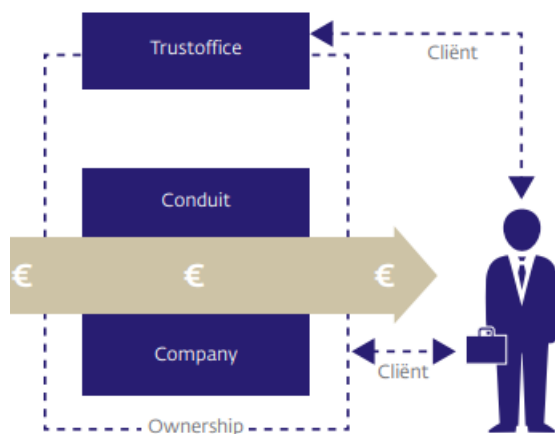 Trustoffice
Cliënt
Conduit
€ € €
Company
Cliënt
Ownership